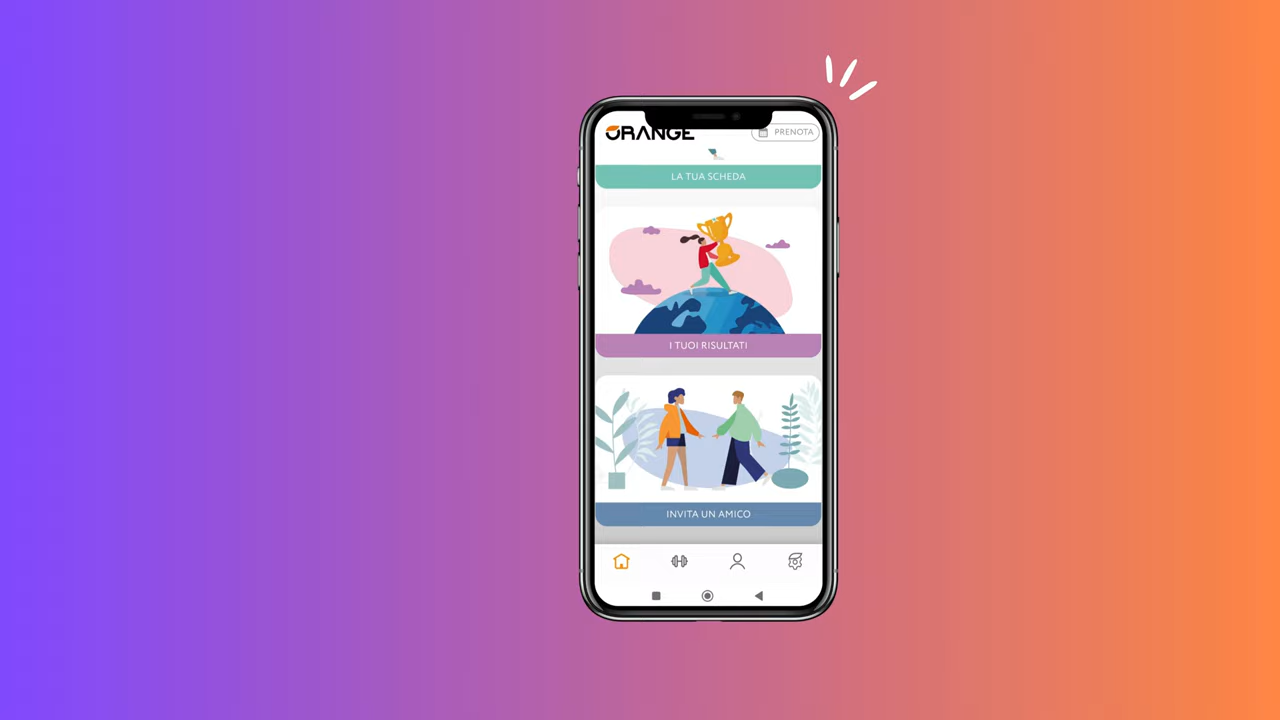 ORANGE
PRENOTA
LA TUA SCHEDA
I TUOI RISULTATI
INVITA UN AMICO